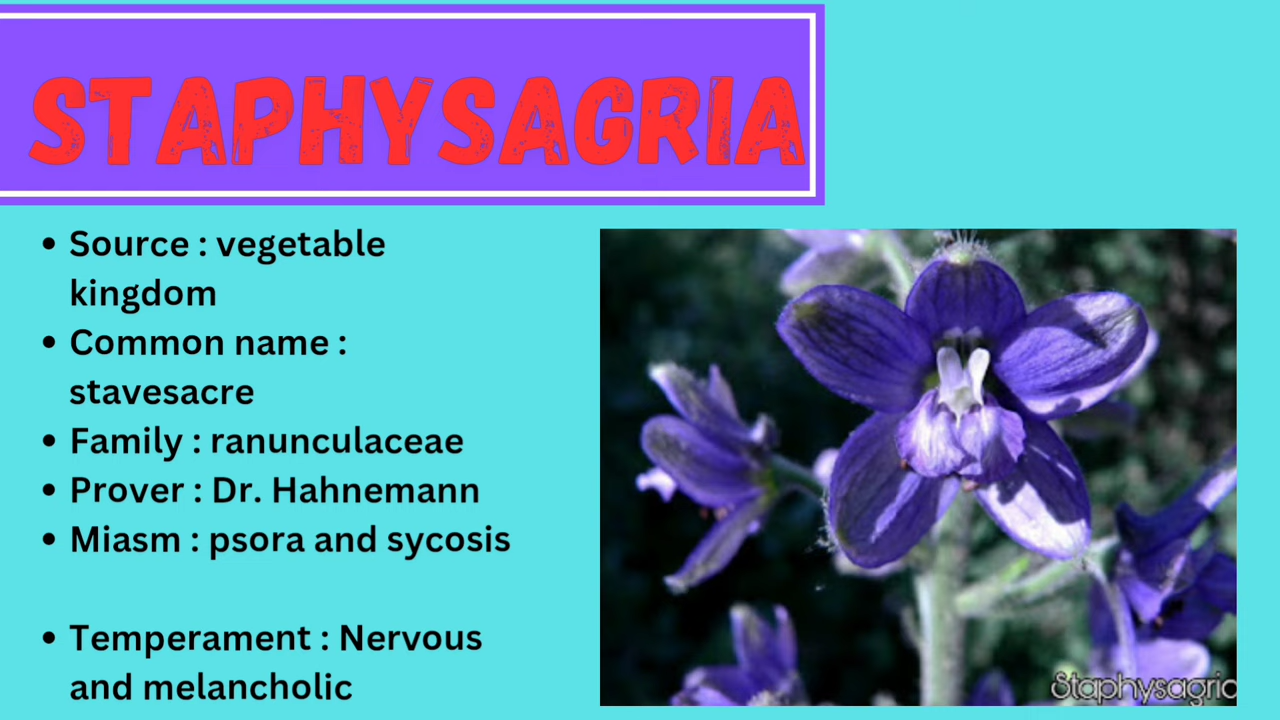 STAPHYSAGRIA
• Source : vegetable
kingdom
• Common name :
stavesacre
• Family : ranunculaceae
• Prover : Dr. Hahnemann
• Miasm : psora and sycosis
• Temperament : Nervous
and melancholic
Staphysagric